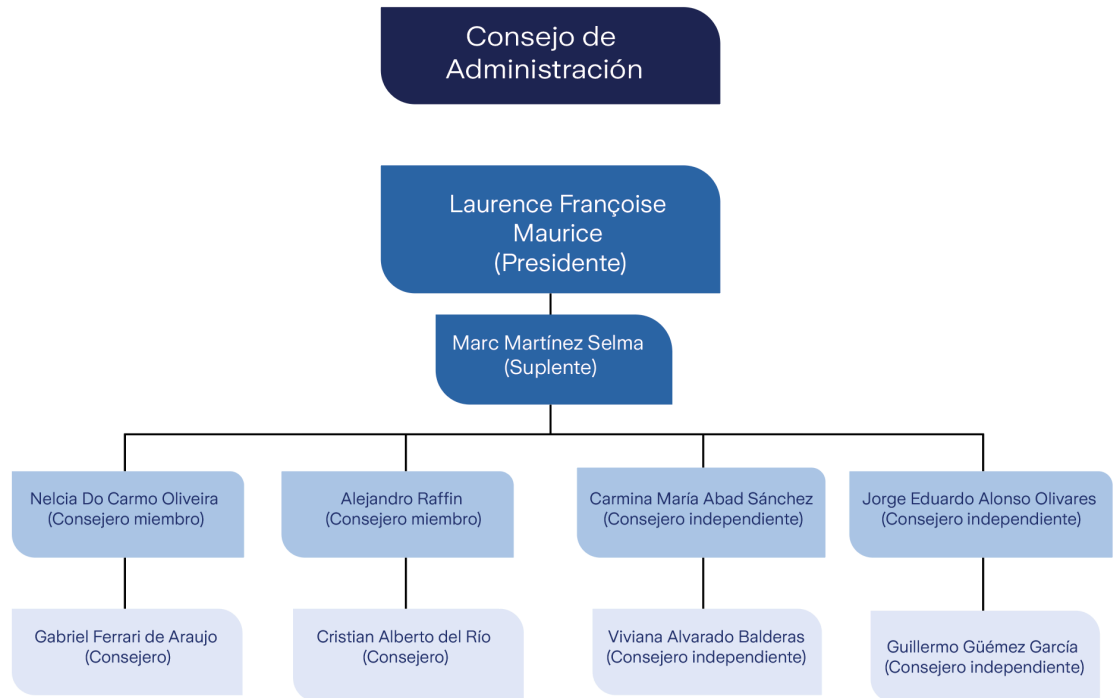 Consejo de
Administración
Laurence Françoise
Maurice
(Presidente)
Marc Martínez Selma
(Suplente)
Nelcia Do Carmo Oliveira
(Consejero miembro)
Alejandro Raffin
(Consejero miembro)
Carmina María Abad Sánchez
(Consejero independiente)
Jorge Eduardo Alonso Olivares
(Consejero independiente)
Gabriel Ferrari de Araujo
(Consejero)
Cristian Alberto del Río
(Consejero)
Viviana Alvarado Balderas
(Consejero independiente)
Guillermo Güémez García
(Consejero independiente)